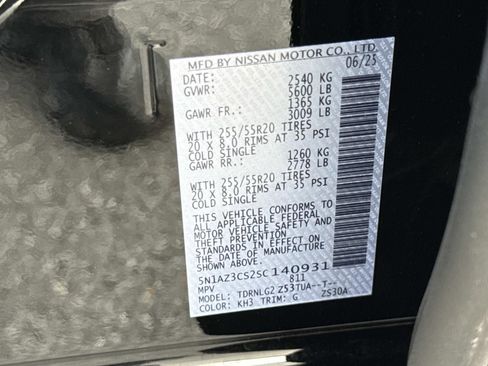 MFD BY NISSAN MOTOR CO., LTD.
DATE: 06/25
GVWR: 2540 KG
5600 LB
GAWR FR.: 1365 KG
3009 LB
WITH 255/55R20 TIRES
20 X 8.0 RIMS AT 35 PSI
COLD SINGLE
GAWR RR.: 1260 KG
2778 LB
WITH 255/55R20 TIRES
20 X 8.0 RIMS AT 35 PSI
COLD SINGLE
THIS VEHICLE CONFORMS TO
ALL APPLICABLE FEDERAL
MOTOR VEHICLE SAFETY AND
THEFT PREVENTION
STANDARDS IN EFFECT ON
THE DATE OF MANUFACTURE
SHOWN ABOVE.
5N1AZ3CS2SC140931
MPV 811
MODEL: TDRNLG2 Z53TUA--T--
COLOR: KH3 TRIM: G ZS30A